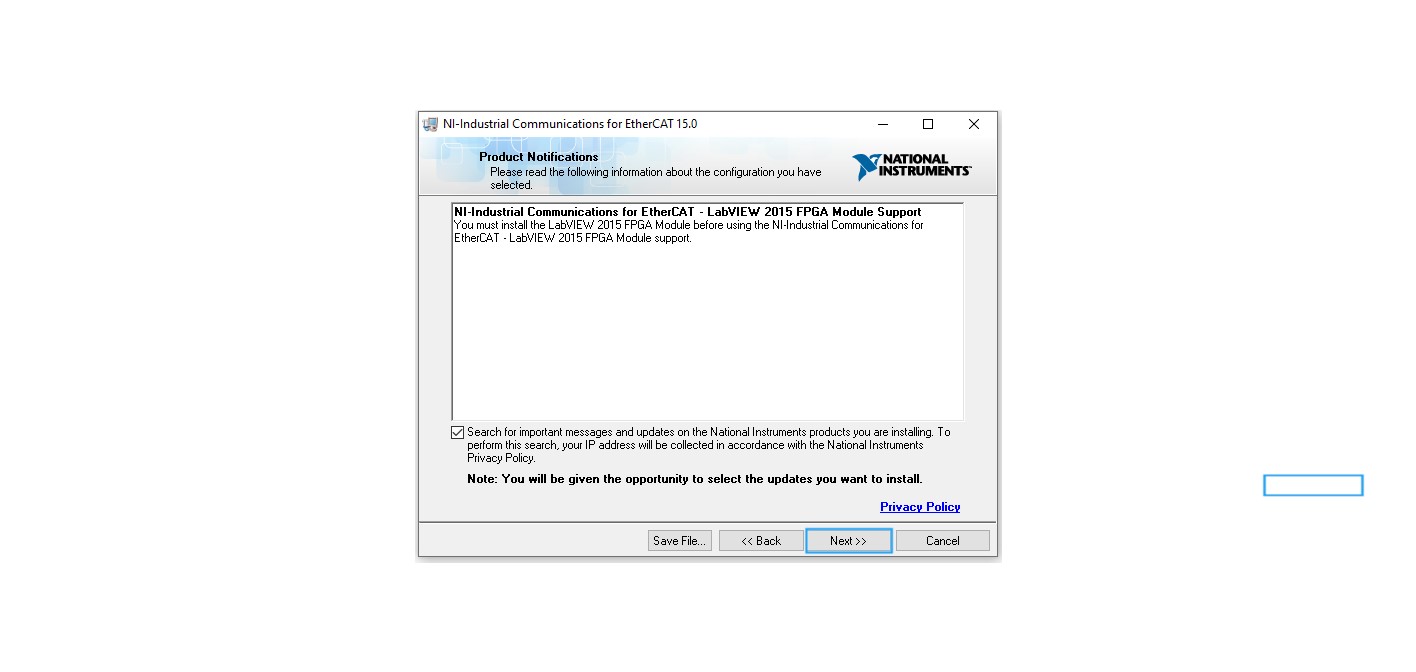 NI-Industrial Communications for EtherCAT 15.0
Product Notifications
Please read the following information about the configuration you have
selected.
NATIONAL
INSTRUMENTS™
NI-Industrial Communications for EtherCAT - LabVIEW 2015 FPGA Module Support
You must install the LabVIEW 2015 FPGA Module before using the NI-Industrial Communications for
EtherCAT - LabVIEW 2015 FPGA Module support.
Search for important messages and updates on the National Instruments products you are installing. To
perform this search, your IP address will be collected in accordance with the National Instruments
Privacy Policy.
Note: You will be given the opportunity to select the updates you want to install.
Privacy Policy
Save File...
<< Back
Next >>
Cancel